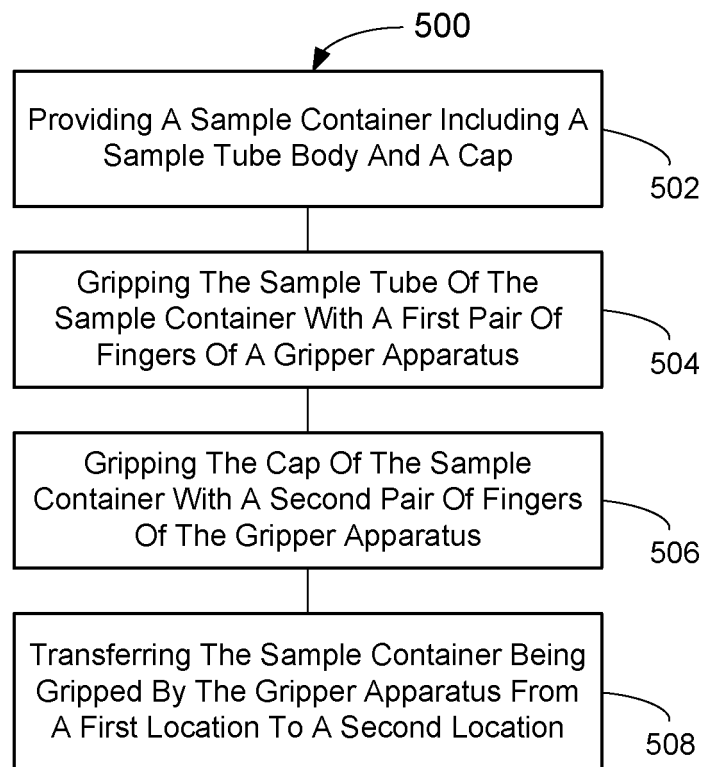 500
Providing A Sample Container Including A
Sample Tube Body And A Cap
502
Gripping The Sample Tube Of The
Sample Container With A First Pair Of
Fingers Of A Gripper Apparatus
504
Gripping The Cap Of The Sample
Container With A Second Pair Of Fingers
Of The Gripper Apparatus
506
Transferring The Sample Container Being
Gripped By The Gripper Apparatus From
A First Location To A Second Location
508